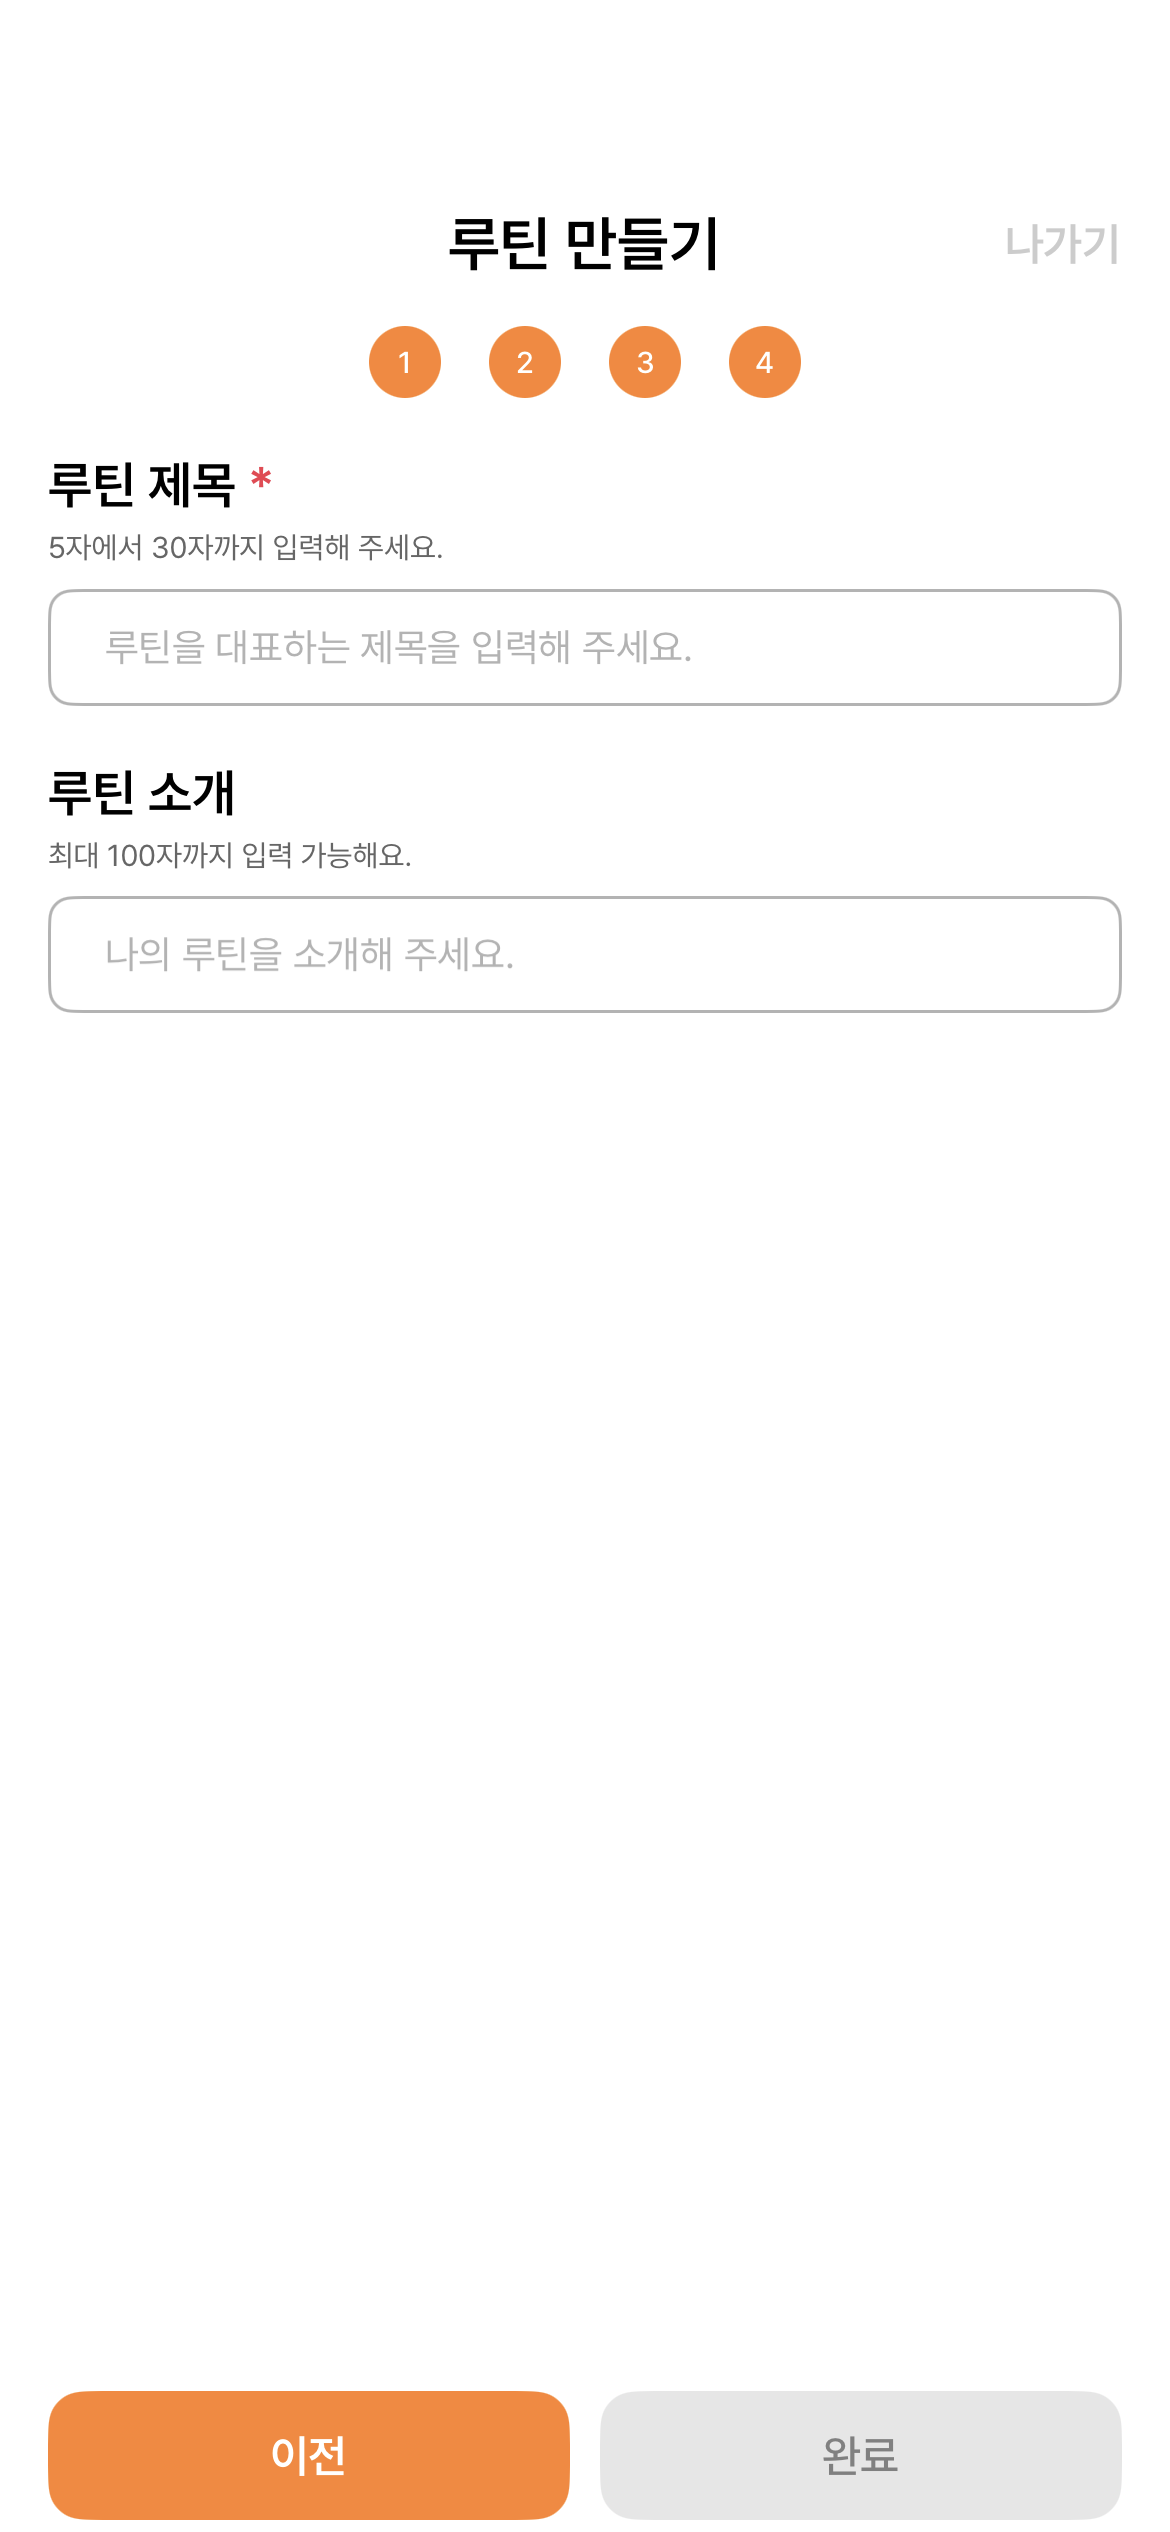 루틴 만들기
나가기
1 2 3 4
루틴 제목 *
5자에서 30자까지 입력해 주세요.
루틴을 대표하는 제목을 입력해 주세요.
루틴 소개
최대 100자까지 입력 가능해요.
나의 루틴을 소개해 주세요.
이전
완료